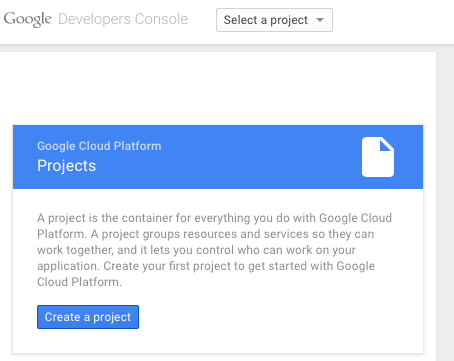 Google Developers Console Select a project
Google Cloud Platform
Projects
A project is the container for everything you do with Google Cloud
Platform. A project groups resources and services so they can
work together, and it lets you control who can work on your
application. Create your first project to get started with Google
Cloud Platform.
Create a project